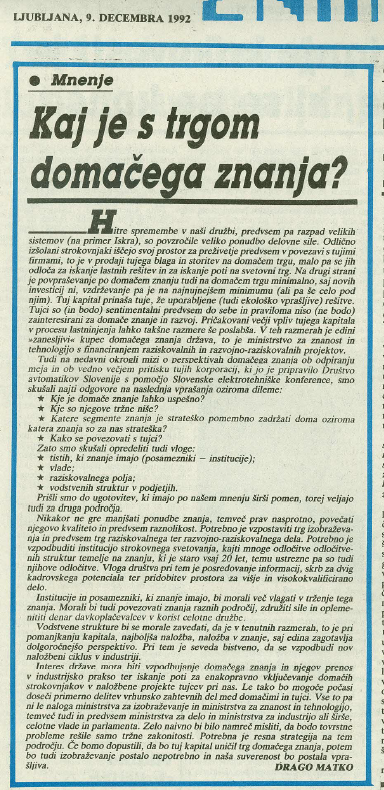 LJUBLJANA, 9. DECEMBRA 1992
● Mnenje
Kaj je s trgom
domačega znanja?
Hitre spremembe v naši družbi, predvsem pa razpad velikih
sistemov (na primer Iskra), so povzročile veliko ponudbo delovne sile. Odlično
izšolani strokovnjaki iščejo svoj prostor za preživetje predvsem v povezavi s tujimi
firmami, to je v prodaji tujega blaga in storitev na domačem trgu, malo pa se jih
odloča za iskanje lastnih rešitev in za iskanje poti na svetovni trg. Na drugi strani
je povpraševanje po domačem znanju tudi na domačem trgu minimalno, saj novih
investicij ni, vzdrževanje pa je na najnujnejšem minimumu (ali pa še celo pod
njim). Tuj kapital prinaša tuje, že uporabljene (tudi ekološko vprašljive) rešitve.
Tujci so (in bodo) sentimentalni predvsem do sebe in praviloma niso (ne bodo)
zainteresirani za domače znanje in razvoj. Pričakovani večji vpliv tujega kapitala
v procesu lastninjenja lahko takšne razmere še poslabša. V teh razmerah je edini
»zanesljivi« kupec domačega znanja država, to je ministrstvo za znanost in
tehnologijo s financiranjem raziskovalnih in razvojno-raziskovalnih projektov.
Tudi na nedavni okrogli mizi o perspektivah domačega znanja ob odpiranju
meja in ob vedno večjem pritisku tujih korporacij, ki jo je pripravilo Društvo
avtomatikov Slovenije s pomočjo Slovenske elektrotehniške konference, smo
skušali najti odgovore na naslednja vprašanja oziroma dileme:
★ Kje je domače znanje lahko uspešno?
★ Kje so njegove tržne niše?
★ Katere segmente znanja je strateško pomembno zadržati doma oziroma
katera znanja so za nas strateška?
★ Kako se povezovati s tujci?
Zato smo skušali opredeliti tudi vloge:
★ tistih, ki znanje imajo (posamezniki – institucije);
★ vlade;
★ raziskovalnega polja;
★ vodstvenih struktur v podjetjih.
Prišli smo do ugotovitev, ki imajo po našem mnenju širši pomen, torej veljajo
tudi za druga področja.
Nikakor ne gre manjšati ponudbe znanja, temveč prav nasprotno, povečati
njegovo kvaliteto in predvsem raznolikost. Potrebno je vzpostaviti trg izobraževa-
nja in predvsem trg raziskovalnega ter razvojno-raziskovalnega dela. Potrebno je
vzpodbuditi institucijo strokovnega svetovanja, kajti mnoge odločitve odločitve-
nih struktur temelje na znanju, ki je staro vsaj 20 let, temu ustrezne pa so tudi
njihove odločitve. Vloga društva pri tem je posredovanje informacij, skrb za dvig
kadrovskega potenciala ter pridobitev prostora za višje in visokokvalificirano
delo.
Institucije in posamezniki, ki znanje imajo, bi morali več vlagati v trženje tega
znanja. Morali bi tudi povezovati znanja raznih področij, združiti sile in opleme-
nititi denar davkoplačevalcev v korist celotne družbe.
Vodstvene strukture bi se morale zavedati, da je v tenutnih razmerah, to je pri
pomanjkanju kapitala, najboljša naložba, naložba v znanje, saj edina zagotavlja
dolgoročnejšo perspektivo. Pri tem je seveda bistveno, da se vzpodbudi nov
naložbeni ciklus v industriji.
Interes države mora biti vzpodbujanje domačega znanja in njegov prenos
v industrijsko prakso ter iskanje poti za enakopravno vključevanje domačih
strokovnjakov v naložbene projekte tujcev pri nas. Le tako bo mogoče počasi
doseči primerno delitev vrhunsko zahtevnih del med domačimi in tujci. Vse to pa
ni le naloga ministrstva za izobraževanje in ministrstva za znanost in tehnologijo,
temveč tudi in predvsem ministrstva za delo in ministrstva za industrijo ali širše,
celotne vlade in parlamenta. Zelo naivno bi bilo namreč misliti, da bodo tovrstne
probleme rešile samo tržne zakonitosti. Potrebna je resna strategija na tem
področju. Če bomo dopustili, da bo tuj kapital uničil trg domačega znanja, potem
bo tudi izobraževanje postalo nepotrebno in naša suverenost bo postala vpra-
šljiva. DRAGO MATKO